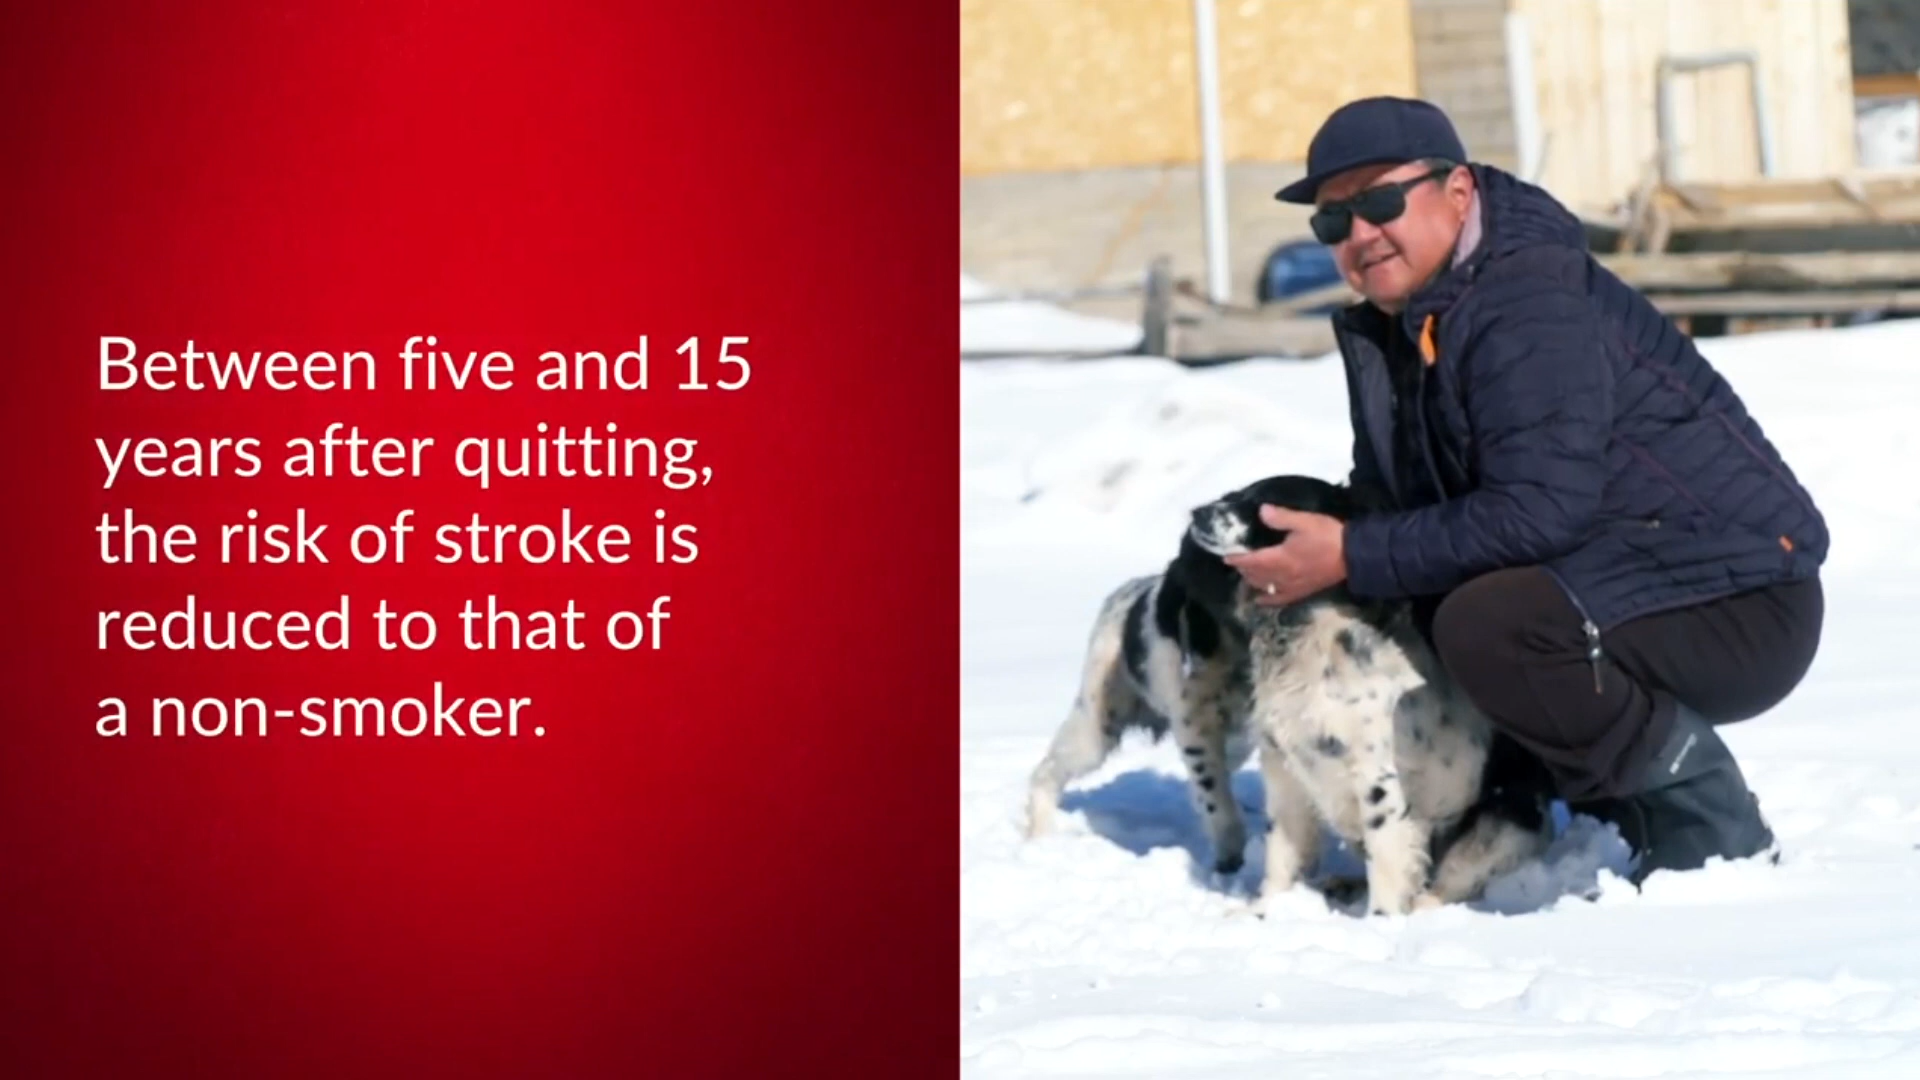 Between five and 15
years after quitting,
the risk of stroke is
reduced to that of
a non-smoker.